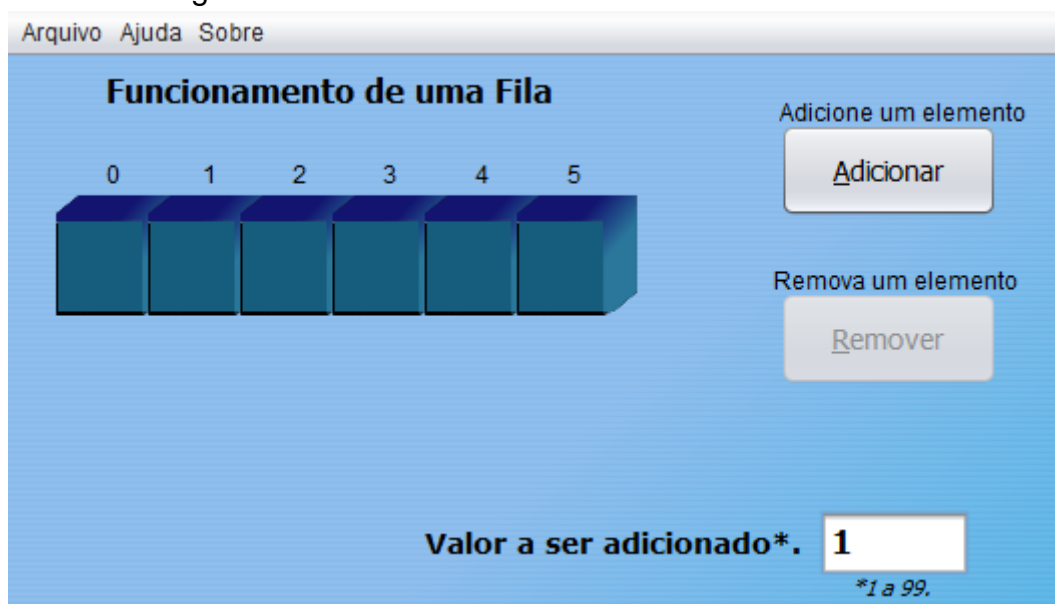 Arquivo Ajuda Sobre
Funcionamento de uma Fila
Adicione um elemento
Adicionar
0 1 2 3 4 5
Remova um elemento
Remover
Valor a ser adicionado*. 1
*1 a 99.